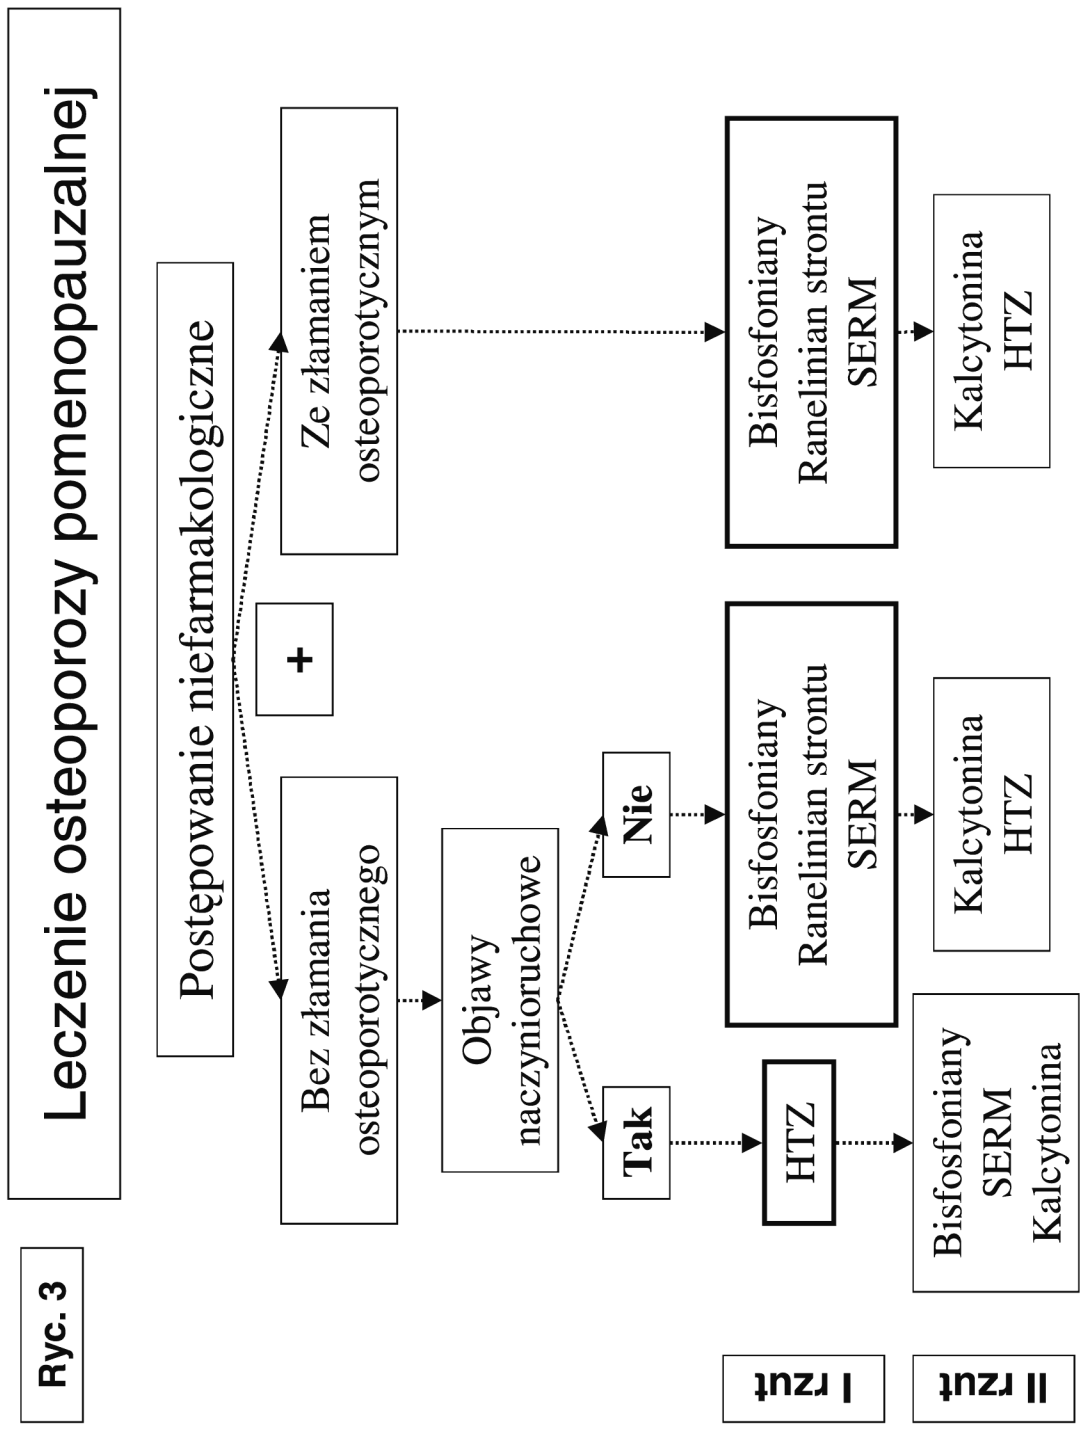 Ryc. 3
Leczenie osteoporozy pomenopauzalnej
Postępowanie niefarmakologiczne
+
Bez złamania
osteoporotycznego
Ze złamaniem
osteoporotycznym
Objawy
naczynioruchowe
Tak
Nie
I rzut
HTZ
Bisfosfoniany
Ranelinian strontu
SERM
Bisfosfoniany
Ranelinian strontu
SERM
II rzut
Bisfosfoniany
SERM
Kalcytonina
Kalcytonina
HTZ
Kalcytonina
HTZ